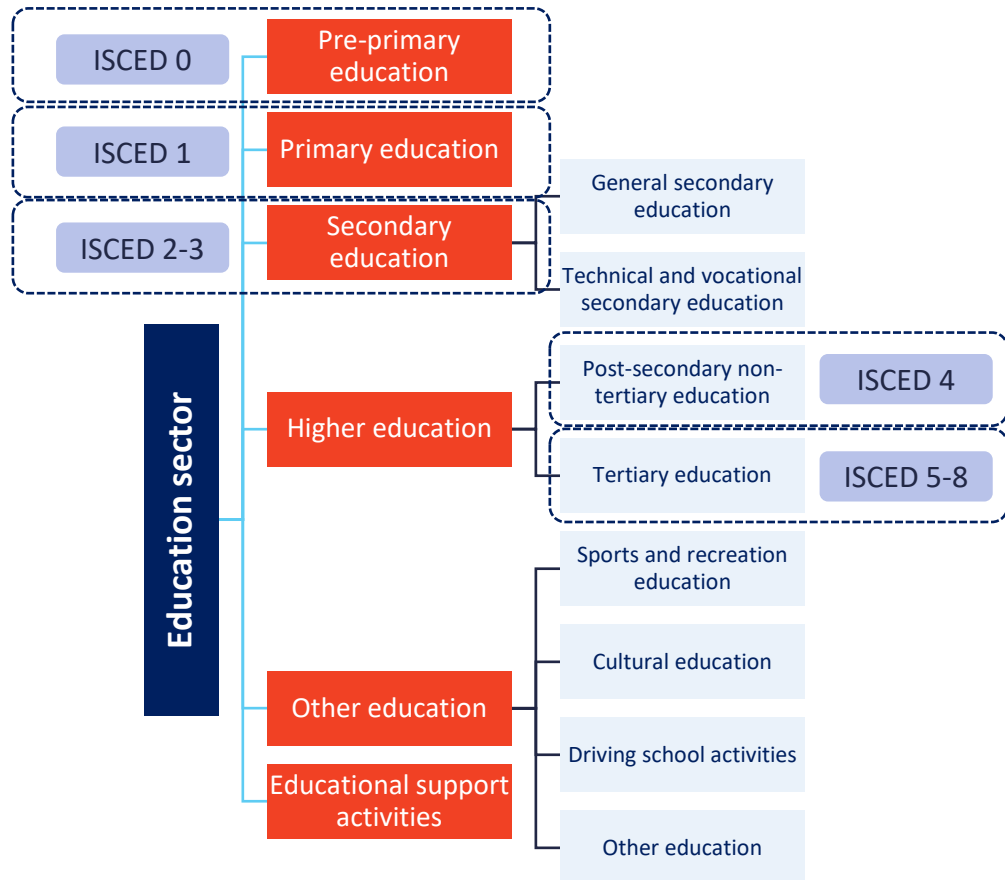 ISCED 0
Pre-primary
education
ISCED 1
Primary education
General secondary
education
ISCED 2-3
Secondary
education
Technical and vocational
secondary education
Education sector
Post-secondary non-
tertiary education
ISCED 4
Higher education
Tertiary education
ISCED 5-8
Sports and recreation
education
Cultural education
Other education
Driving school activities
Educational support
activities
Other education